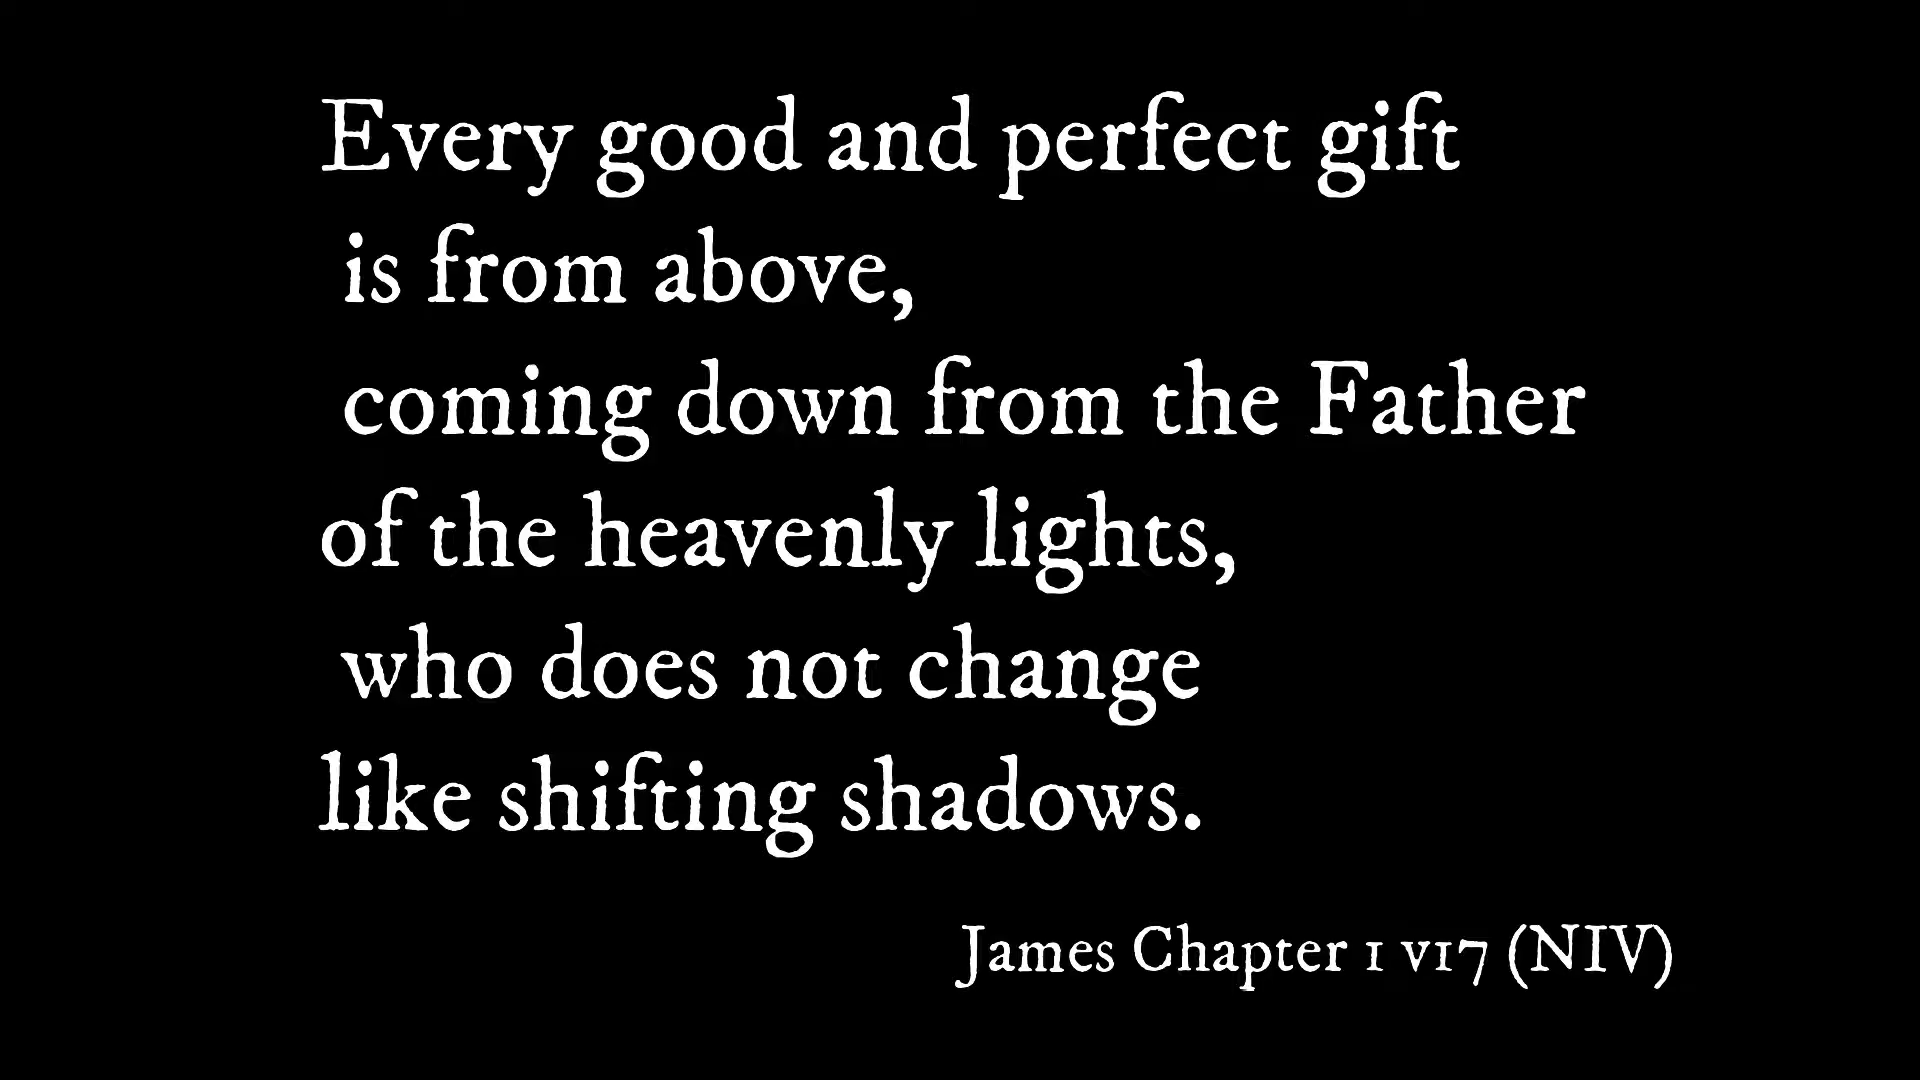 Every good and perfect gift
is from above,
coming down from the Father
of the heavenly lights,
who does not change
like shifting shadows.
James Chapter 1 v17 (NIV)